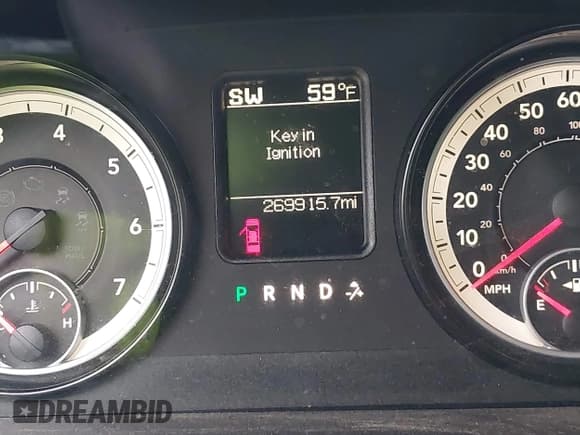 SW 59°F
Key in
Ignition
269915.7mi
P R N D
3 4 5 6 7
H
0 10 20 30 40 50 60
20 40 60 80 100
km/h
MPH
E
DREAMBID